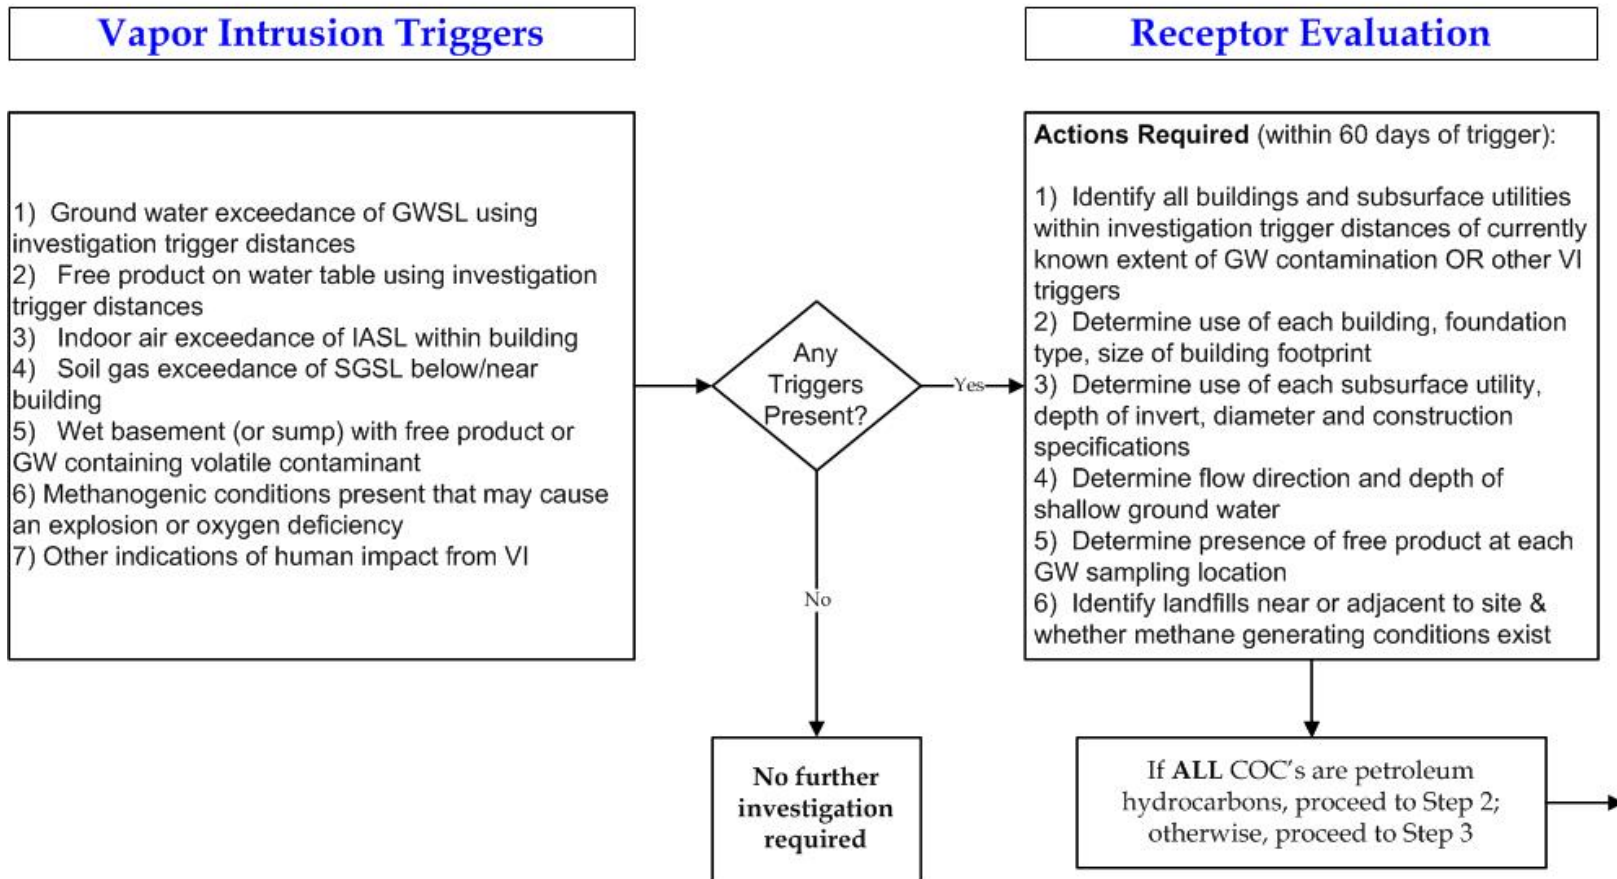 Vapor Intrusion Triggers
Receptor Evaluation
1) Ground water exceedance of GWSL using
investigation trigger distances
2) Free product on water table using investigation
trigger distances
3) Indoor air exceedance of IASL within building
4) Soil gas exceedance of SGSL below/near
building
5) Wet basement (or sump) with free product or
GW containing volatile contaminant
6) Methanogenic conditions present that may cause
an explosion or oxygen deficiency
7) Other indications of human impact from VI
Any
Triggers
Present?
Yes
No
No further
investigation
required
Actions Required (within 60 days of trigger):
1) Identify all buildings and subsurface utilities
within investigation trigger distances of currently
known extent of GW contamination OR other VI
triggers
2) Determine use of each building, foundation
type, size of building footprint
3) Determine use of each subsurface utility,
depth of invert, diameter and construction
specifications
4) Determine flow direction and depth of
shallow ground water
5) Determine presence of free product at each
GW sampling location
6) Identify landfills near or adjacent to site &
whether methane generating conditions exist
If ALL COC's are petroleum
hydrocarbons, proceed to Step 2;
otherwise, proceed to Step 3